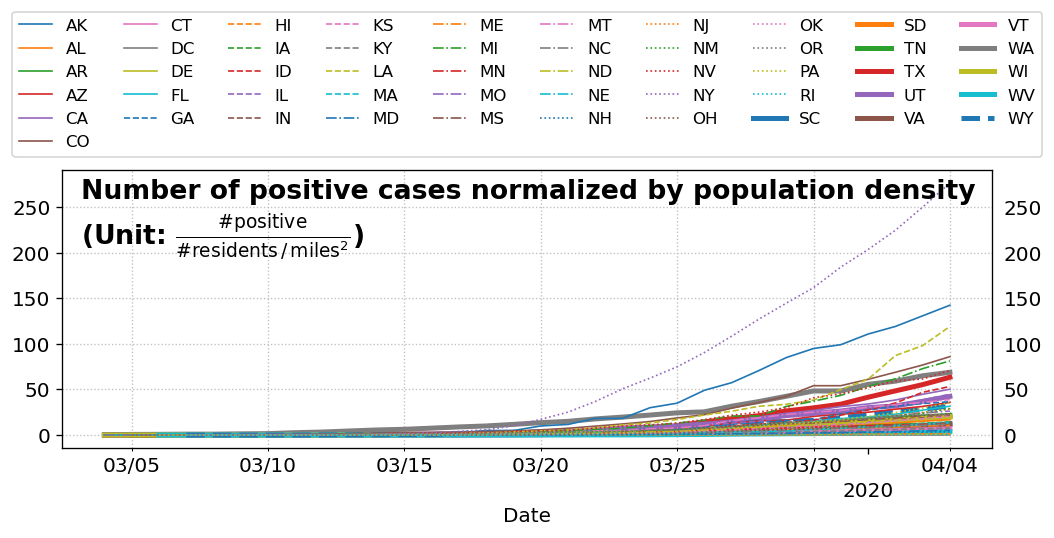 AK CT HI KS ME MT NJ OK SD VT
AL DC IA KY MI NC NM OR TN WA
AR DE ID LA MN ND NV PA TX WI
AZ FL IL MA MO NE NY RI UT WV
CA GA IN MD MS NH OH SC VA WY
CO
Number of positive cases normalized by population density
(Unit: #positive / #residents / miles²)
250 250
200 200
150 150
100 100
50 50
0 0
03/05 03/10 03/15 03/20 03/25 03/30 04/04
2020
Date